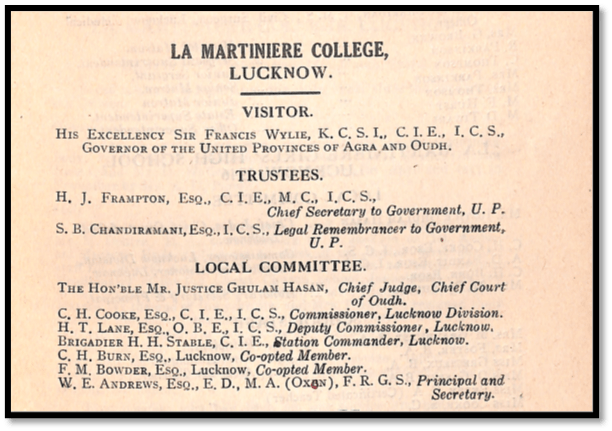 LA MARTINIERE COLLEGE,
LUCKNOW.
VISITOR.
HIS EXCELLENCY SIR FRANCIS WYLIE, K. C. S. I., C. I. E., I. C. S.,
GOVERNOR OF THE UNITED PROVINCES OF AGRA AND OUDH.
TRUSTEES.
H. J. FRAMPTON, ESQ., C. I. E., M. C., I. C. S.,
Chief Secretary to Government, U. P.
S. B. CHANDIRAMANI, ESQ., I. C. S., Legal Remembrancer to Government,
U. P.
LOCAL COMMITTEE.
THE HON'BLE MR. JUSTICE GHULAM HASAN, Chief Judge, Chief Court
of Oudh.
C. H. COOKE, ESQ., C. I. E., I. C. S., Commissioner, Lucknow Division.
H. T. LANE, ESQ., O. B. E., I. C. S., Deputy Commissioner, Lucknow.
BRIGADIER H. H. STABLE, C. I. E., Station Commander, Lucknow.
C. H. BURN, ESQ., Lucknow, Co-opted Member.
F. M. BOWDER, ESQ., Lucknow, Co-opted Member.
W. E. ANDREWS, ESQ., E. D., M. A. (OXON), F. R. G. S., Principal and
Secretary.